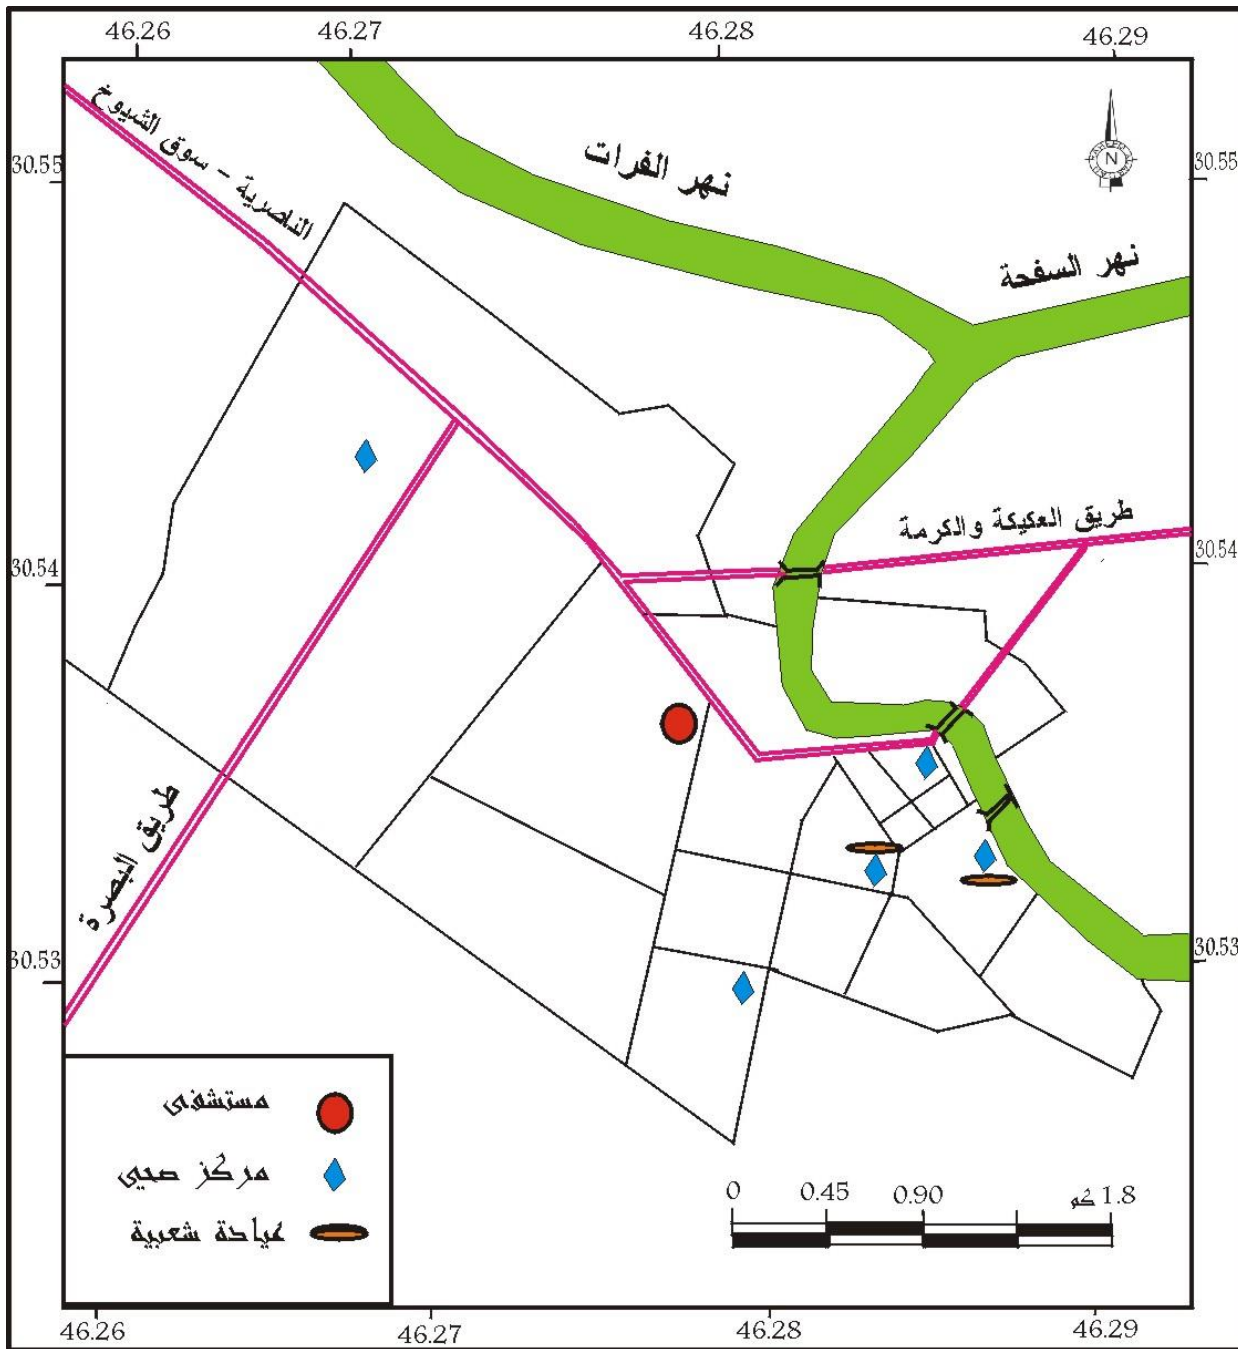 46.26 46.27 46.28 46.29
30.55 30.55
الناصرية - سوق الشيوخ
نهر الفرات
N
نهر السفحة
طريق العكيكة والكرمة
30.54 30.54
طريق البصرة
30.53 30.53
مستشفى
مركز صحي
عيادة شعبية
0 0.45 0.90 1.8 كم
46.26 46.27 46.28 46.29